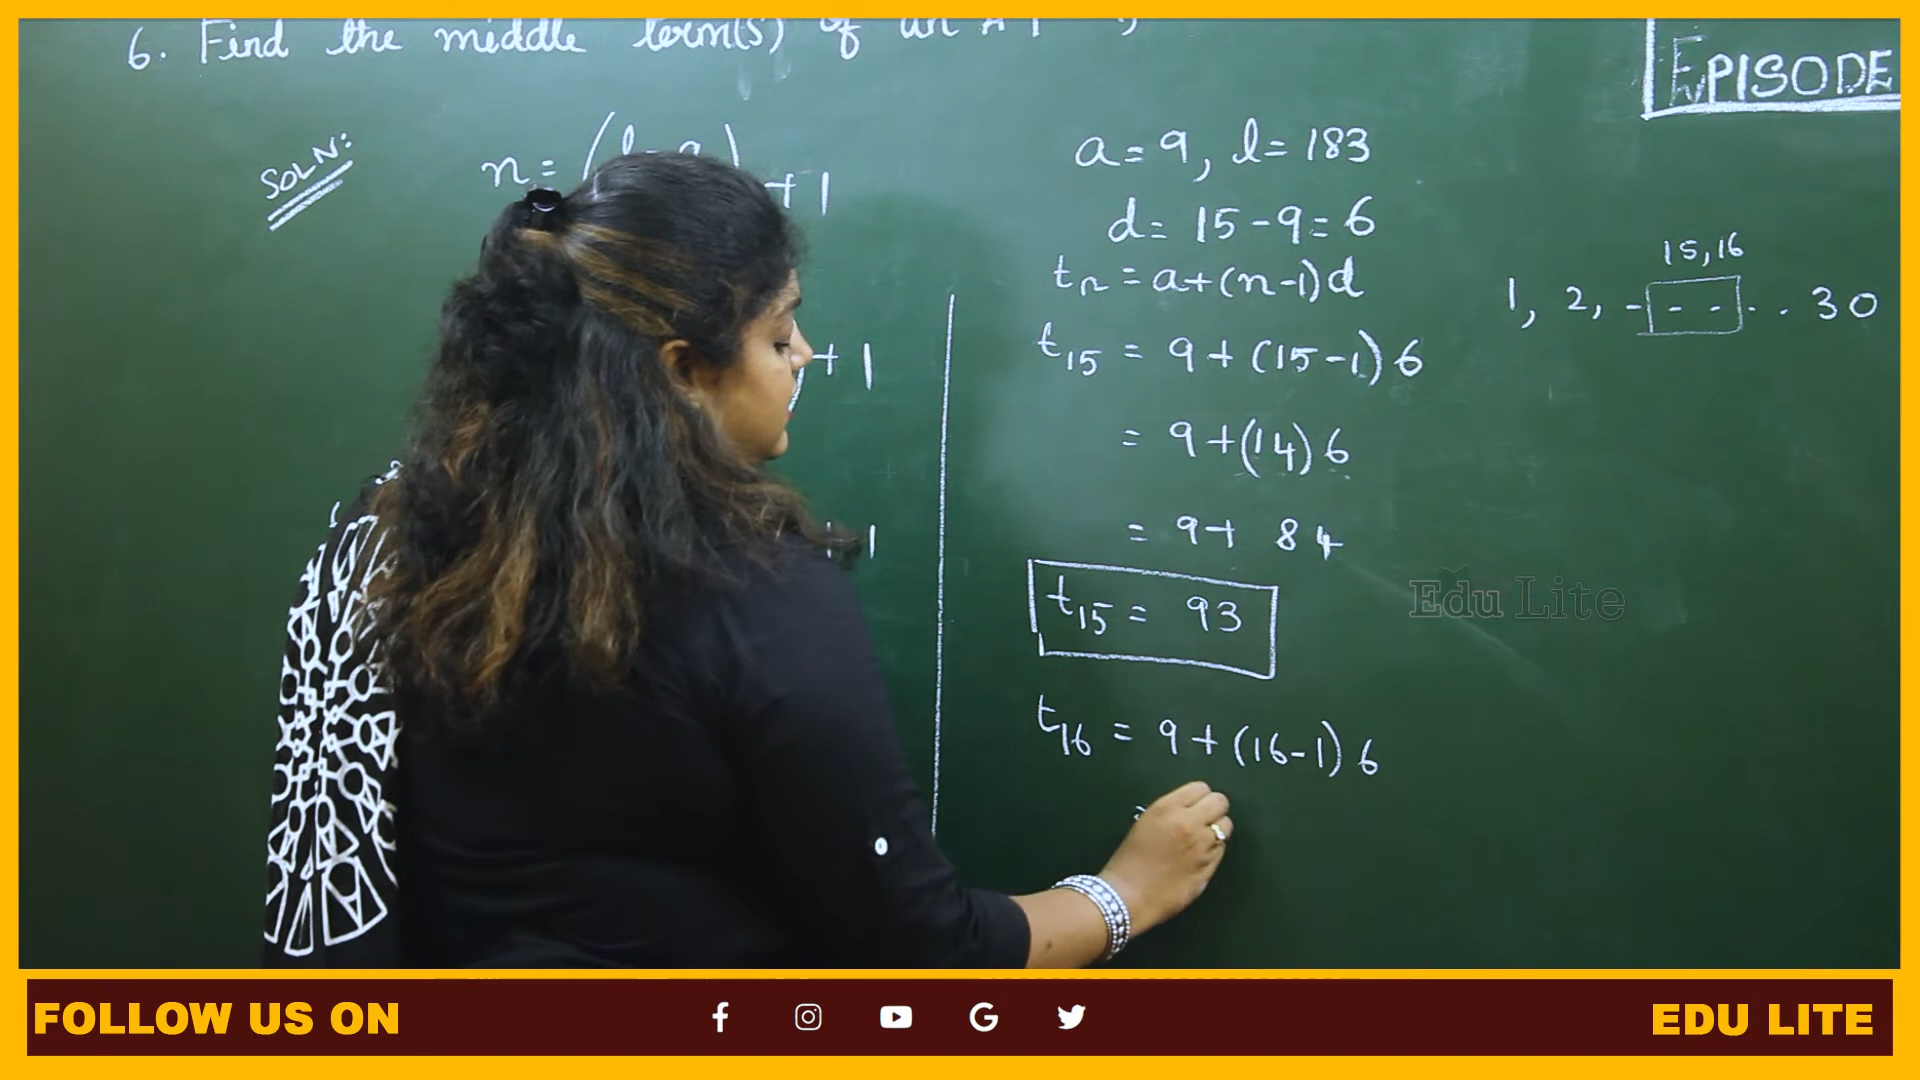 6. Find the middle term(s) of an A.P
EPISODE
SOLN:
n = ( l - a ) + 1
+ 1
+ 1
a = 9, l = 183
d = 15 - 9 = 6
tn = a + (n-1)d
t15 = 9 + (15-1) 6
= 9 + (14) 6
= 9 + 84
t15 = 93
t16 = 9 + (16-1) 6
=
15, 16
1, 2, - - - . . 30
Edu Lite
FOLLOW US ON
EDU LITE